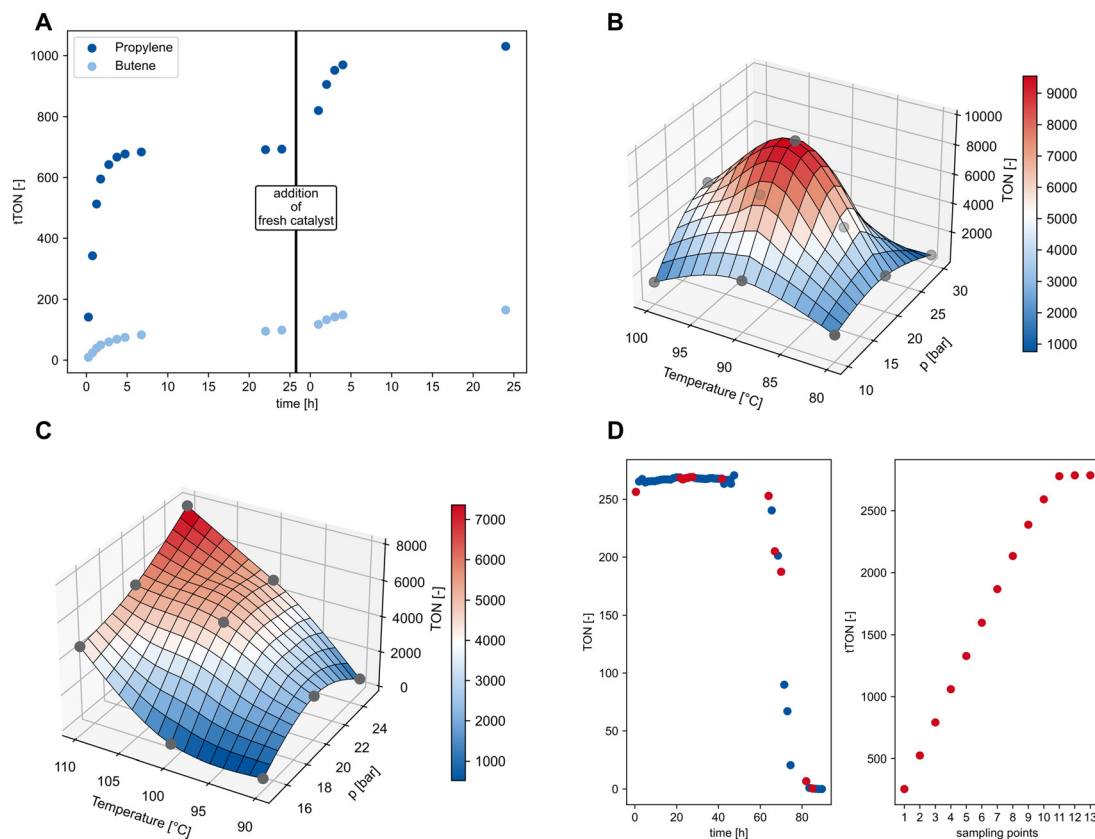 A
Propylene
Butene
1000
800
600
400
200
0
tTON [-]
addition
of
fresh catalyst
0 5 10 15 20 25 0 5 10 15 20 25
time [h]
B
10000
8000
6000
4000
2000
TON [-]
30
25
20
15
10
p [bar]
100 95 90 85 80
Temperature [°C]
9000
8000
7000
6000
5000
4000
3000
2000
1000
C
8000
6000
4000
2000
0
TON [-]
24
22
20
18
16
p [bar]
110 105 100 95 90
Temperature [°C]
7000
6000
5000
4000
3000
2000
1000
D
250
200
150
100
50
0
TON [-]
0 20 40 60 80
time [h]
2500
2000
1500
1000
500
tTON [-]
1 2 3 4 5 6 7 8 9 10 11 12 13
sampling points